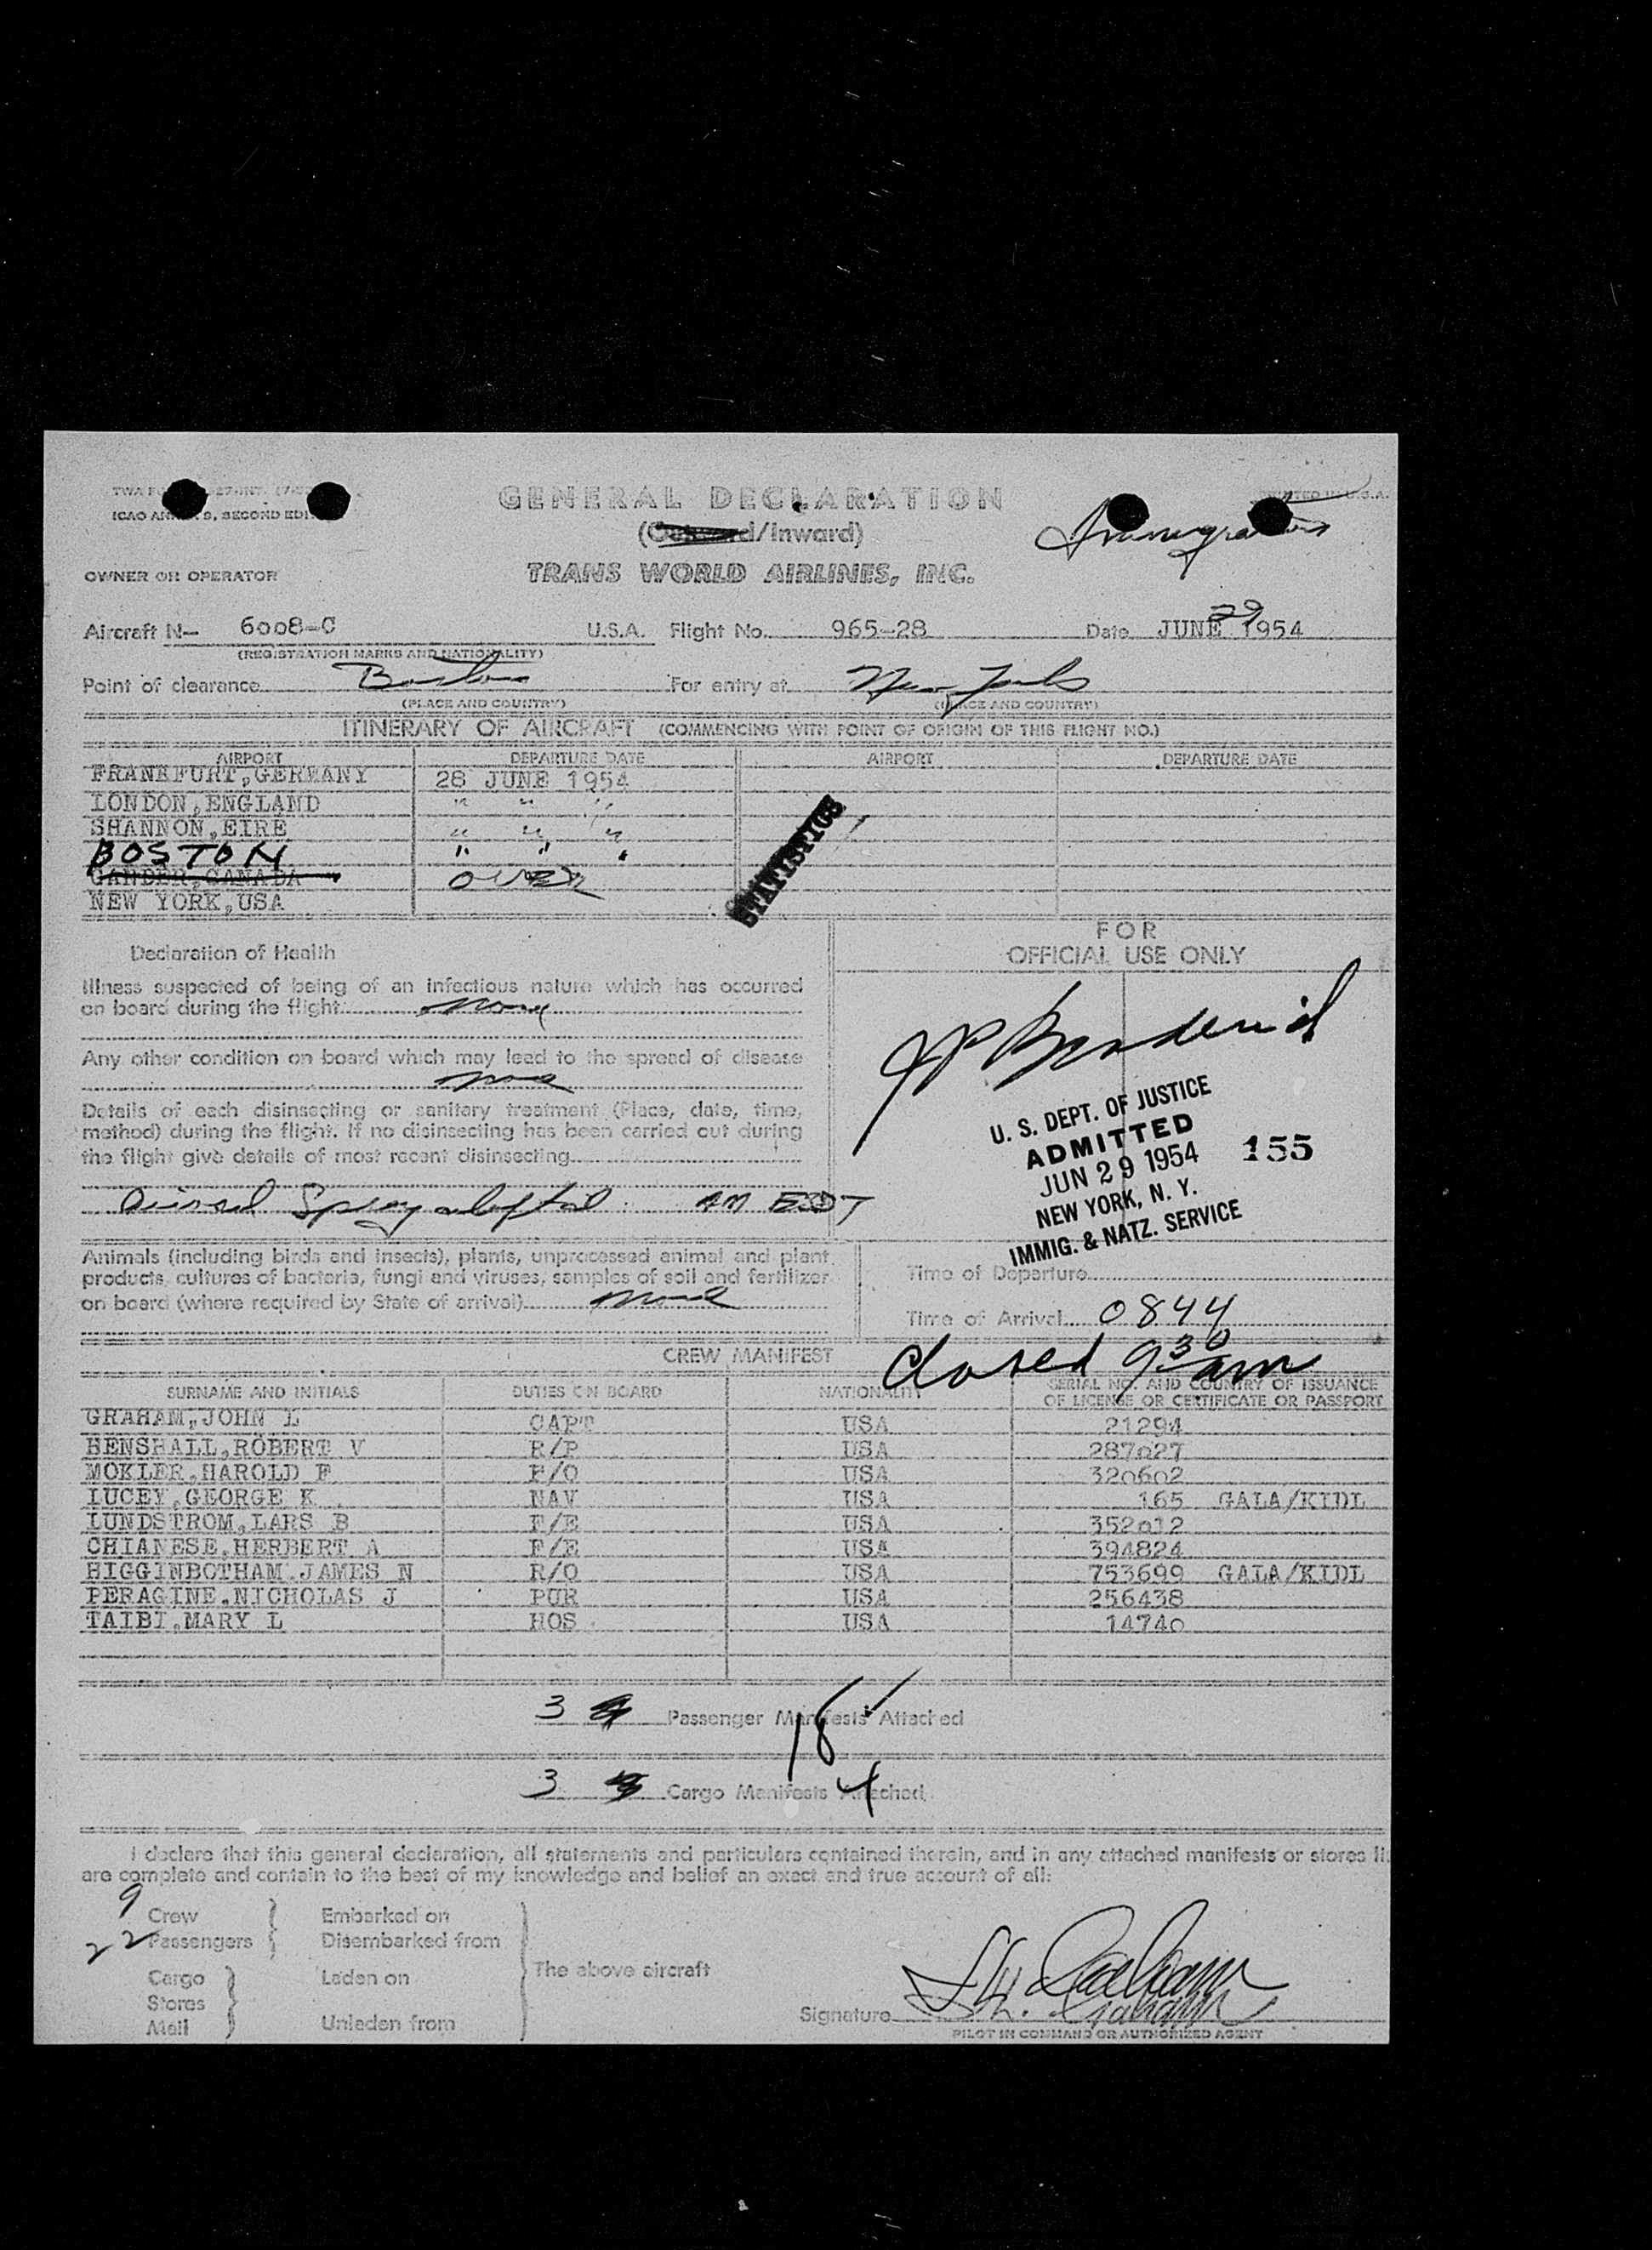 GENERAL DECLARATION
ICAO ANNEX 9, SECOND EDI
(Outward/Inward)
Immigration
OWNER OR OPERATOR TRANS WORLD AIRLINES, INC.
Aircraft N- 6008-C U.S.A. Flight No. 965-28 Date JUNE 29 1954
(REGISTRATION MARKS AND NATIONALITY)
Point of clearance Boston For entry at New York
(PLACE AND COUNTRY) (PLACE AND COUNTRY)
ITINERARY OF AIRCRAFT (COMMENCING WITH POINT OF ORIGIN OF THIS FLIGHT NO.)
AIRPORT DEPARTURE DATE AIRPORT DEPARTURE DATE
FRANKFURT,GERMANY 28 JUNE 1954
LONDON,ENGLAND " " "
SHANNON,EIRE " " "
BOSTON " " "
GANDER,CANADA OVER
NEW YORK,USA
STATISTICS
Declaration of Health
Illness suspected of being of an infectious nature which has occurred
on board during the flight none
Any other condition on board which may lead to the spread of disease
none
Details of each disinsecting or sanitary treatment (Place, date, time,
method) during the flight. If no disinsecting has been carried out during
the flight give details of most recent disinsecting
AM EDT
Animals (including birds and insects), plants, unprocessed animal and plant
products, cultures of bacteria, fungi and viruses, samples of soil and fertilizer
on board (where required by State of arrival) none
FOR
OFFICIAL USE ONLY
U. S. DEPT. OF JUSTICE
ADMITTED
JUN 29 1954
NEW YORK, N. Y.
IMMIG. & NATZ. SERVICE
155
Time of Departure
Time of Arrival 0844
Closed 9 30 am
CREW MANIFEST
SURNAME AND INITIALS DUTIES ON BOARD NATIONALITY SERIAL NO. AND COUNTRY OF ISSUANCE
OF LICENSE OR CERTIFICATE OR PASSPORT
GRAHAM,JOHN L CAPT USA 21294
HENSHALL,ROBERT V R/P USA 287027
MOKLER,HAROLD F F/O USA 320602
LUCEY,GEORGE K NAV USA 165 GALA/KIDL
LUNDSTROM,LARS B F/E USA 352012
CHIANESE,HERBERT A F/E USA 394824
HIGGINBOTHAM,JAMES N R/O USA 753699 GALA/KIDL
PERAGINE,NICHOLAS J PUR USA 256438
TAIBI,MARY L HOS USA 14740
3 Passenger Manifests Attached
18
3 Cargo Manifests Attached
4
I declare that this general declaration, all statements and particulars contained therein, and in any attached manifests or stores li
are complete and contain to the best of my knowledge and belief an exact and true account of all:
9 Crew Embarked on
22 Passengers Disembarked from
The above aircraft
Cargo Laden on
Stores
Mail Unladen from
Signature J L. Graham
PILOT IN COMMAND OR AUTHORIZED AGENT